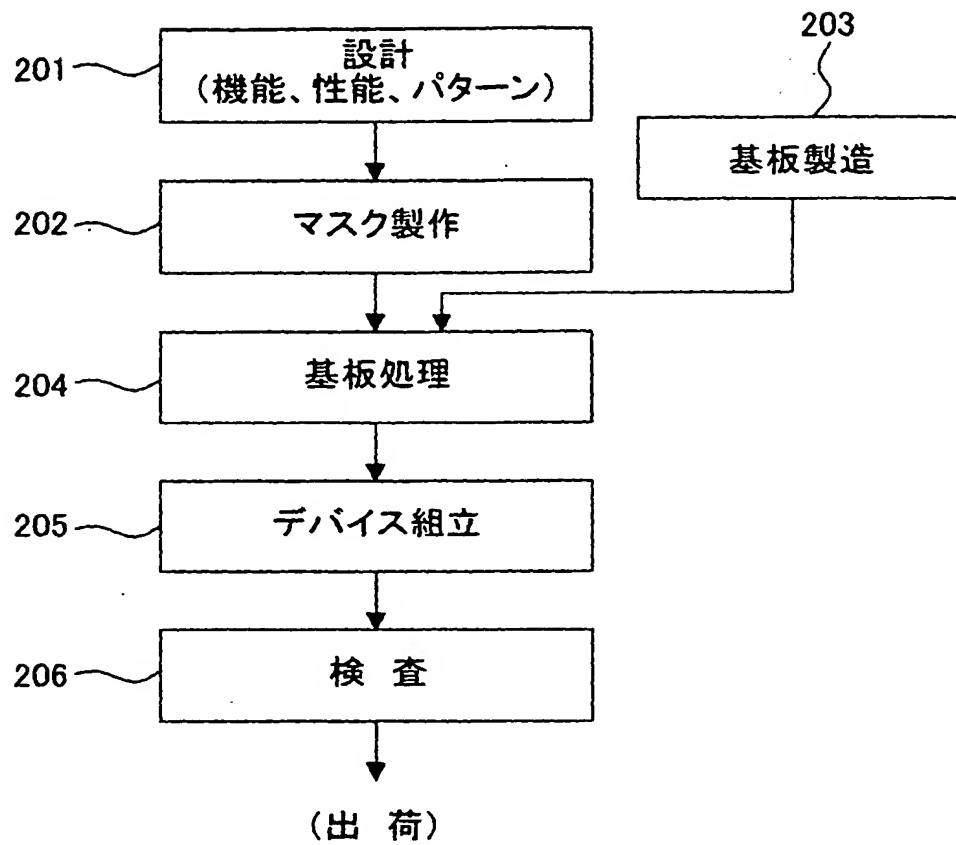 201
設計
(機能、性能、パターン)
203
基板製造
202
マスク製作
204
基板処理
205
デバイス組立
206
検 査
(出 荷)